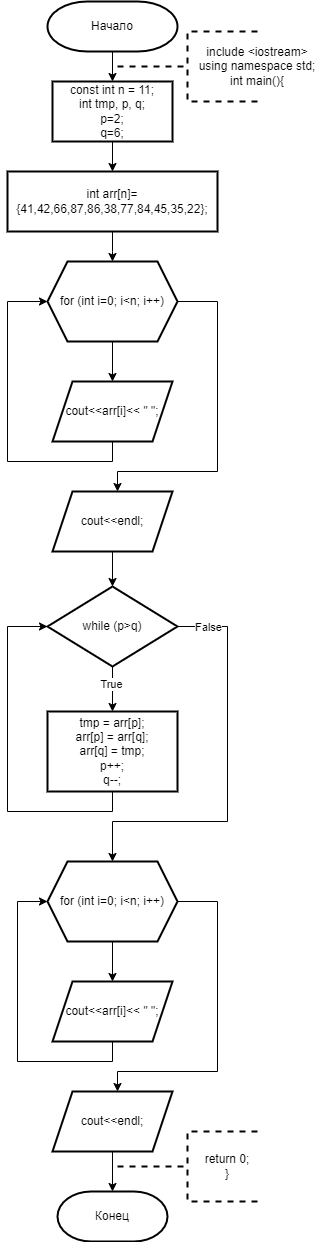 Начало
include <iostream>
using namespace std;
int main(){
const int n = 11;
int tmp, p, q;
p=2;
q=6;
int arr[n]=
{41,42,66,87,86,38,77,84,45,35,22};
for (int i=0; i<n; i++)
cout<<arr[i]<< " ";
cout<<endl;
while (p>q)
False
True
tmp = arr[p];
arr[p] = arr[q];
arr[q] = tmp;
p++;
q--;
for (int i=0; i<n; i++)
cout<<arr[i]<< " ";
cout<<endl;
return 0;
}
Конец